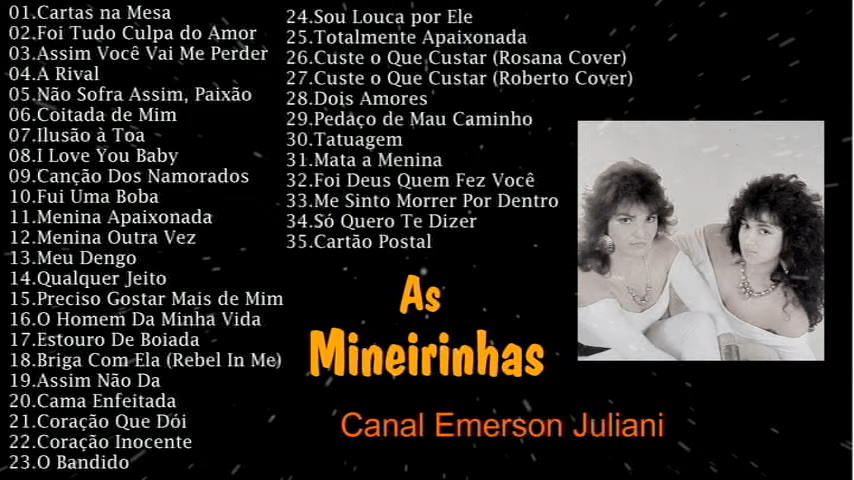 01.Cartas na Mesa
02.Foi Tudo Culpa do Amor
03.Assim Você Vai Me Perder
04.A Rival
05.Não Sofra Assim, Paixão
06.Coitada de Mim
07.Ilusão à Toa
08.I Love You Baby
09.Canção Dos Namorados
10.Fui Uma Boba
11.Menina Apaixonada
12.Menina Outra Vez
13.Meu Dengo
14.Qualquer Jeito
15.Preciso Gostar Mais de Mim
16.O Homem Da Minha Vida
17.Estouro De Boiada
18.Briga Com Ela (Rebel In Me)
19.Assim Não Da
20.Cama Enfeitada
21.Coração Que Dói
22.Coração Inocente
23.O Bandido
24.Sou Louca por Ele
25.Totalmente Apaixonada
26.Custe o Que Custar (Rosana Cover)
27.Custe o Que Custar (Roberto Cover)
28.Dois Amores
29.Pedaço de Mau Caminho
30.Tatuagem
31.Mata a Menina
32.Foi Deus Quem Fez Você
33.Me Sinto Morrer Por Dentro
34.Só Quero Te Dizer
35.Cartão Postal
As
Mineirinhas
Canal Emerson Juliani